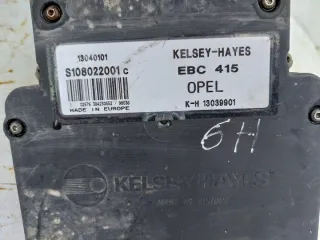 13040101
S108022001 C
MADE IN EUROPE
KELSEY-HAYES
EBC 415
OPEL
K-H 13039901
6H
KELSEY-HAYES